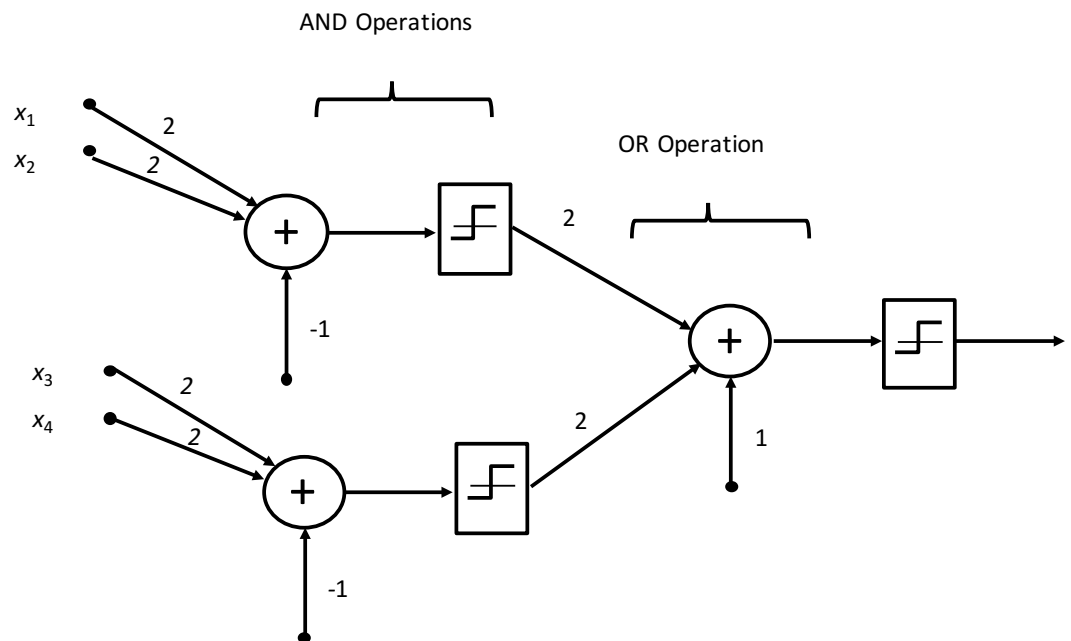 AND Operations
x1
2
x2
2
OR Operation
+
2
-1
+
x3
2
x4
2
2
1
+
-1